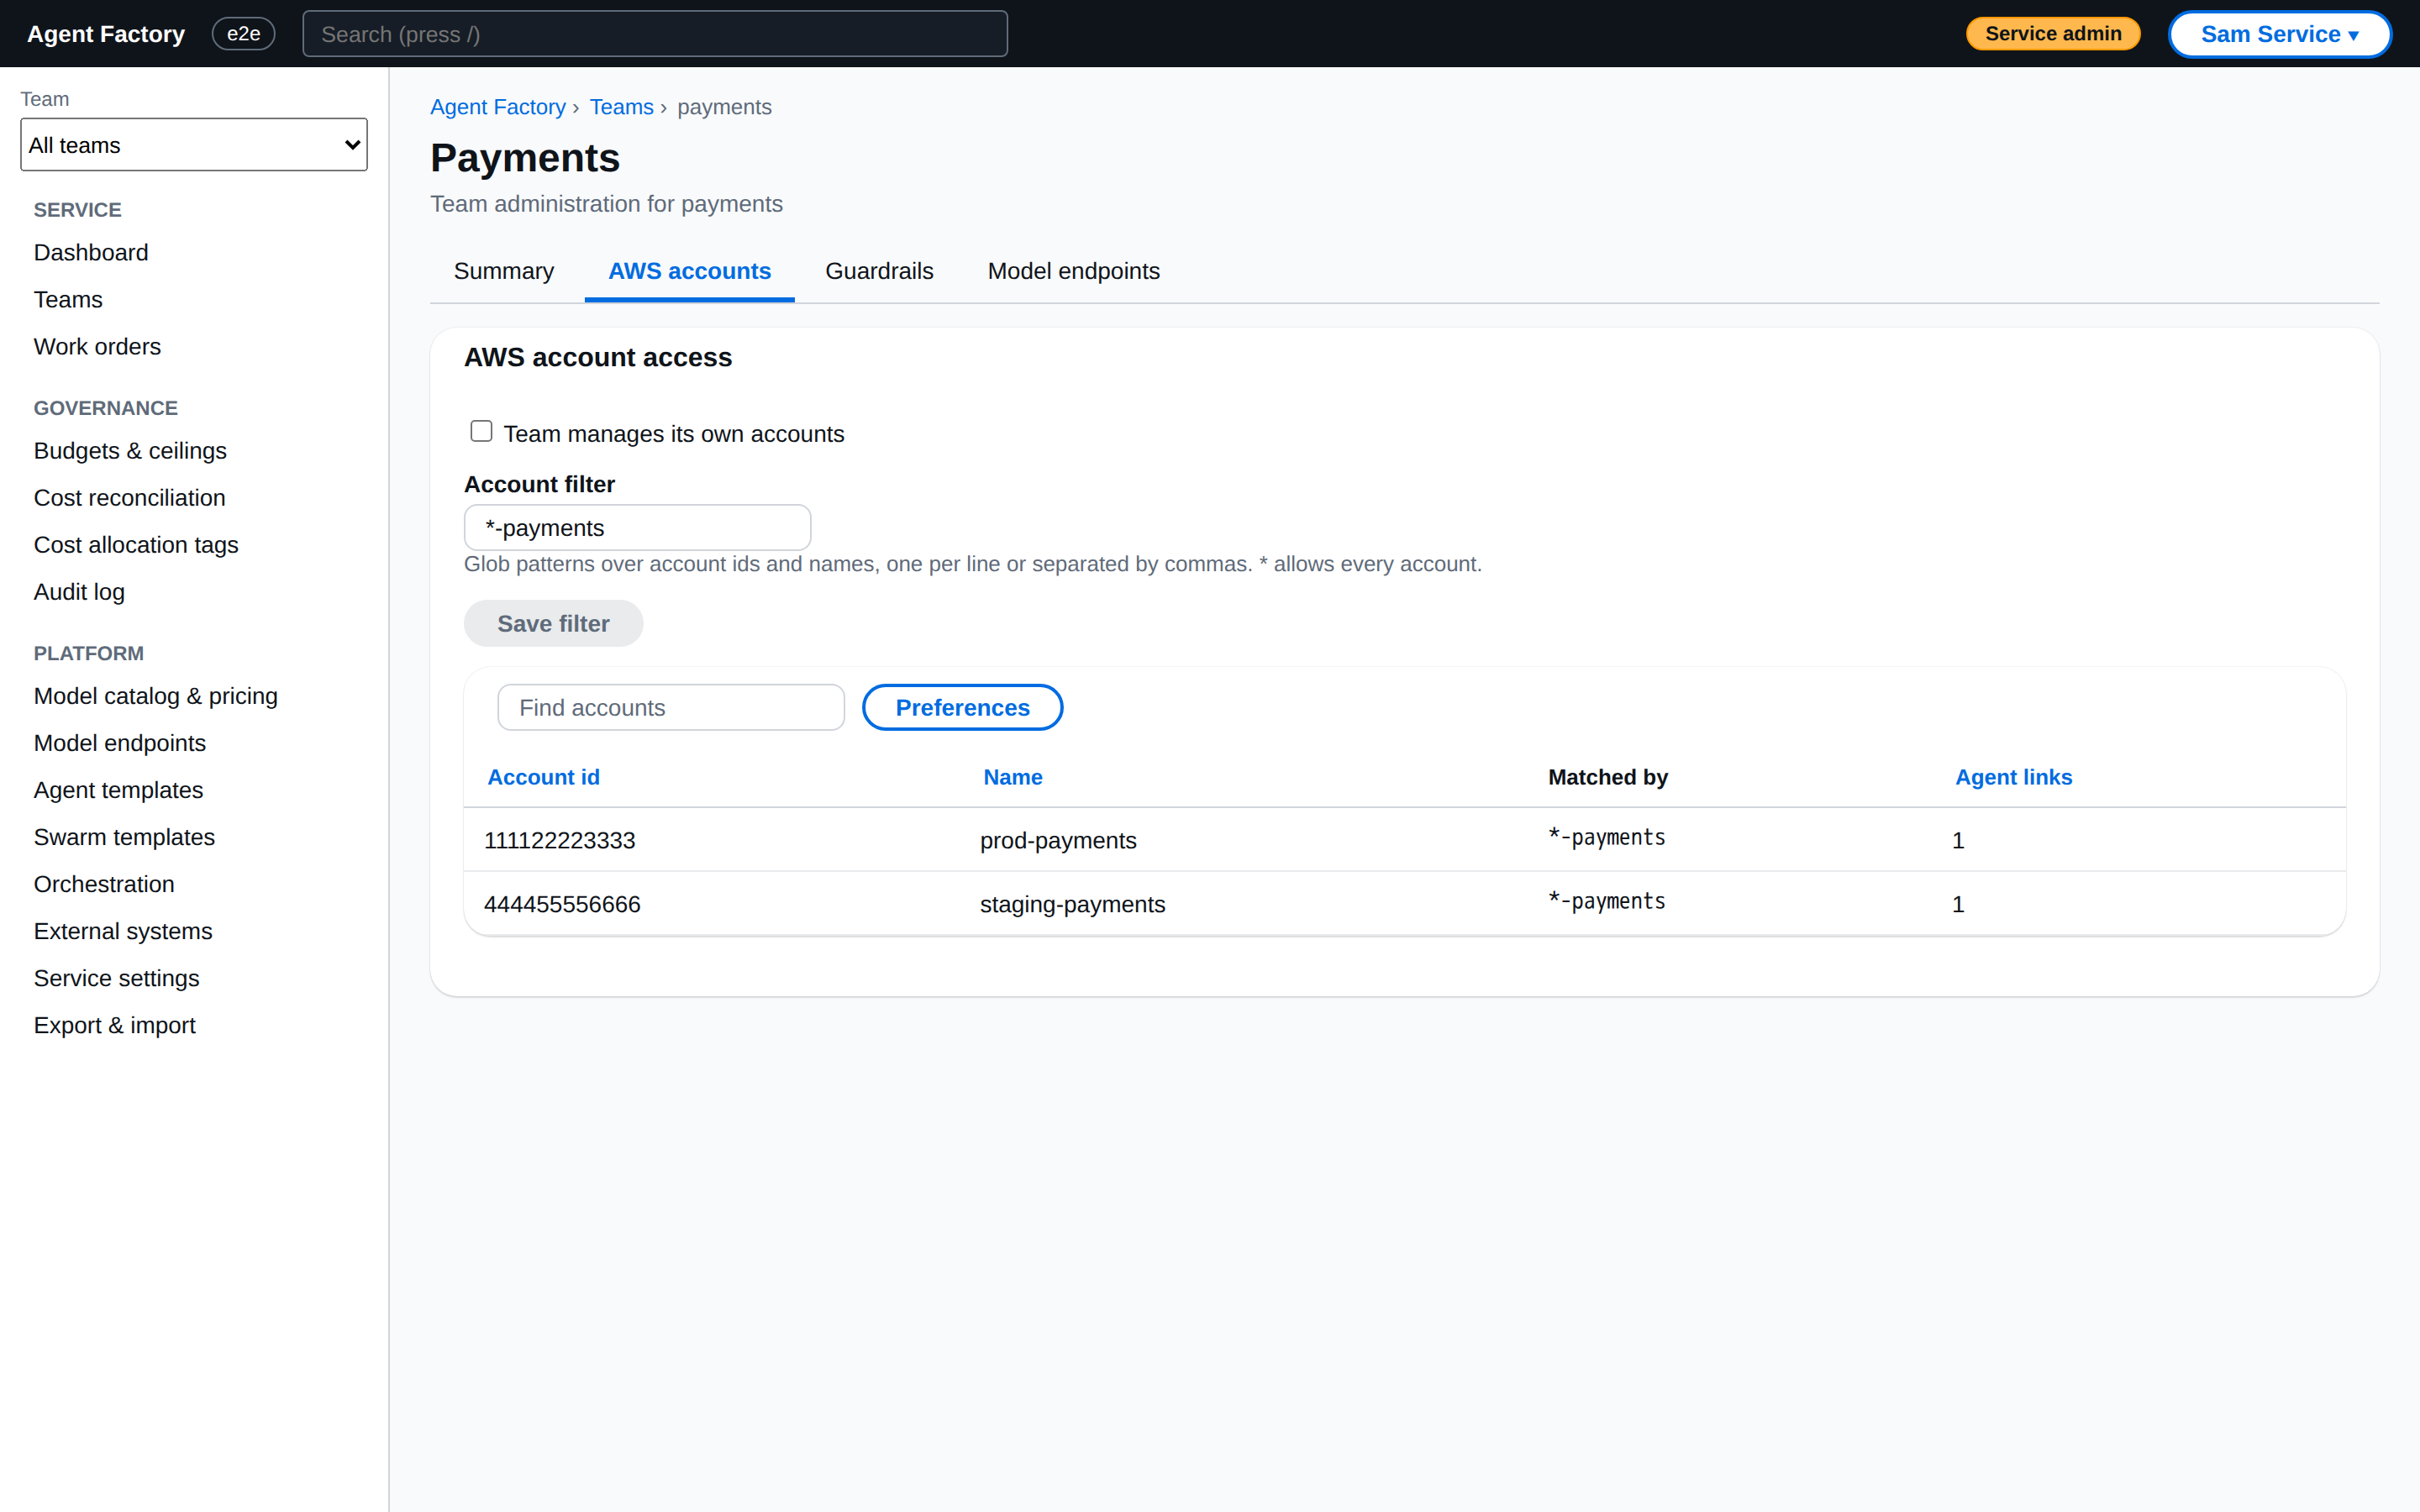 Agent Factory e2e Search (press /) Service admin Sam Service ▾
Team
All teams
SERVICE
Dashboard
Teams
Work orders
GOVERNANCE
Budgets & ceilings
Cost reconciliation
Cost allocation tags
Audit log
PLATFORM
Model catalog & pricing
Model endpoints
Agent templates
Swarm templates
Orchestration
External systems
Service settings
Export & import
Agent Factory › Teams › payments
Payments
Team administration for payments
Summary AWS accounts Guardrails Model endpoints
AWS account access
Team manages its own accounts
Account filter
*-payments
Glob patterns over account ids and names, one per line or separated by commas. * allows every account.
Save filter
Find accounts Preferences
Account id Name Matched by Agent links
111122223333 prod-payments *-payments 1
444455556666 staging-payments *-payments 1